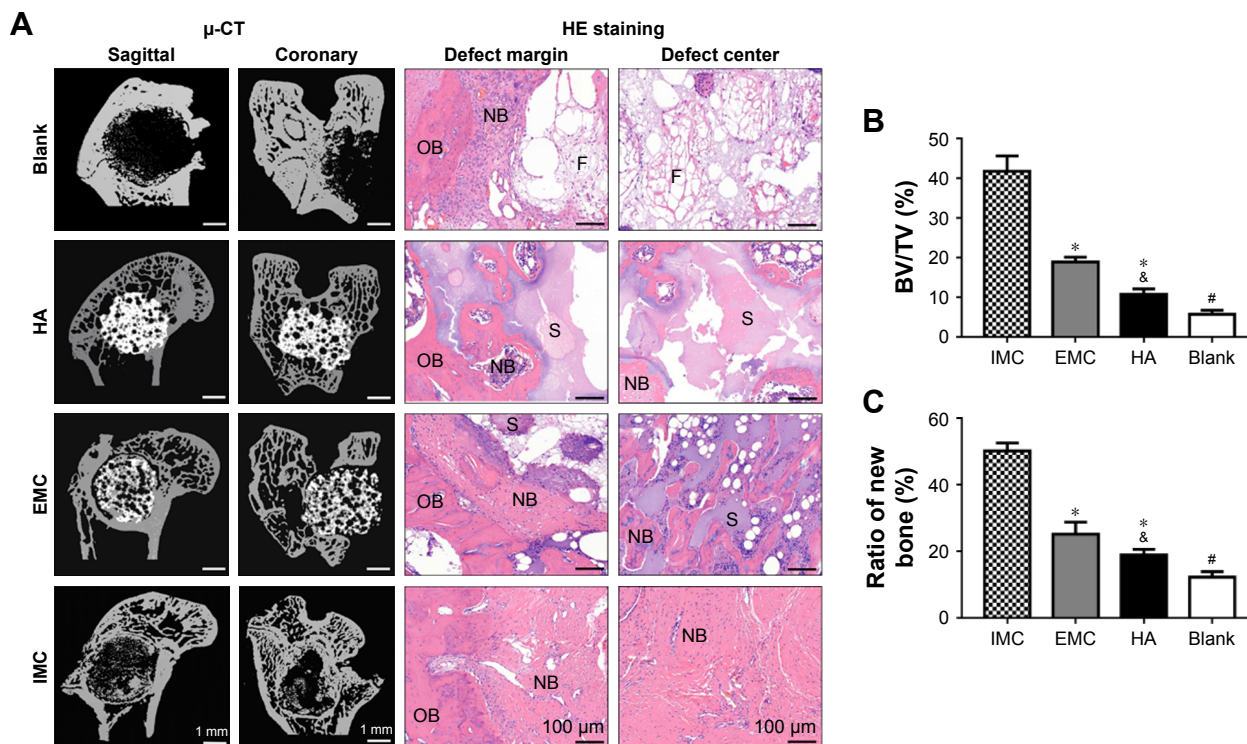 A
μ-CT HE staining
Sagittal Coronary Defect margin Defect center
Blank
OB NB F
F
HA
OB NB S
NB S
EMC
OB NB S
NB S
IMC
1 mm
1 mm
OB NB 100 μm
NB 100 μm
B
BV/TV (%)
50
40
30
20
10
0
*
*
&
#
IMC EMC HA Blank
C
Ratio of new
bone (%)
60
40
20
0
*
*
&
#
IMC EMC HA Blank